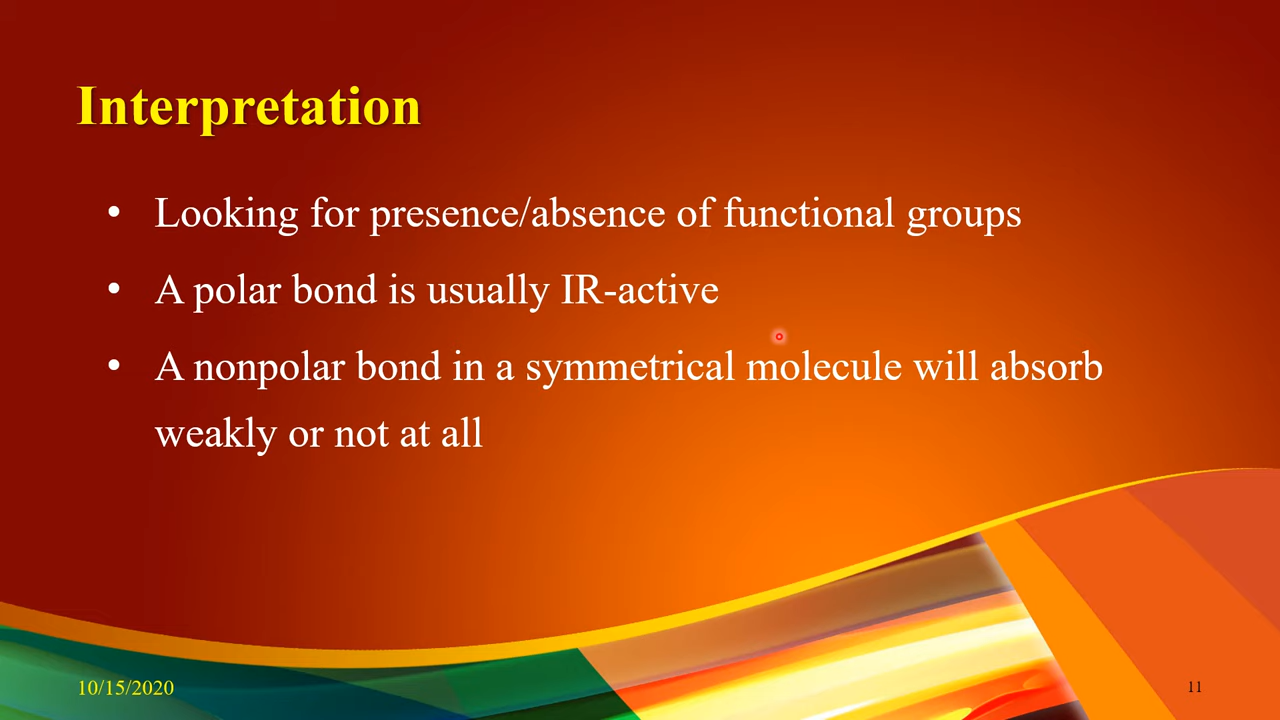 Interpretation
• Looking for presence/absence of functional groups
• A polar bond is usually IR-active
• A nonpolar bond in a symmetrical molecule will absorb
weakly or not at all
10/15/2020
11